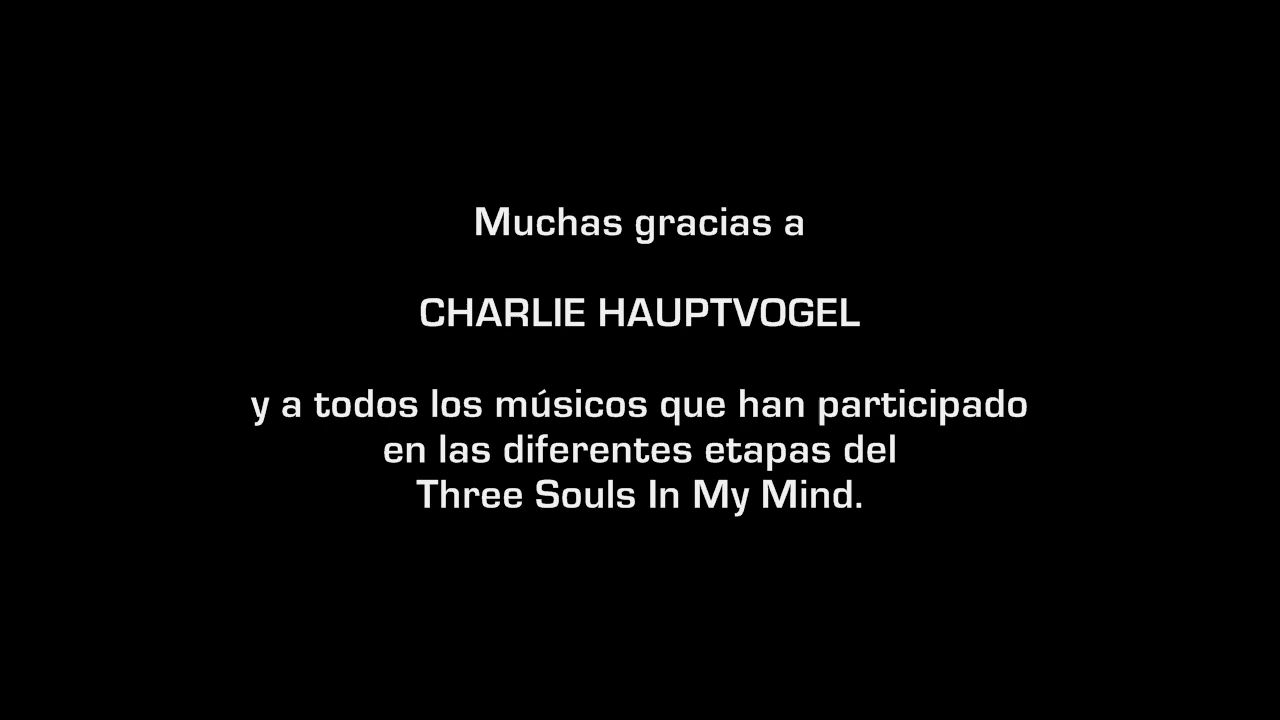 Muchas gracias a
CHARLIE HAUPTVOGEL
y a todos los músicos que han participado
en las diferentes etapas del
Three Souls In My Mind.